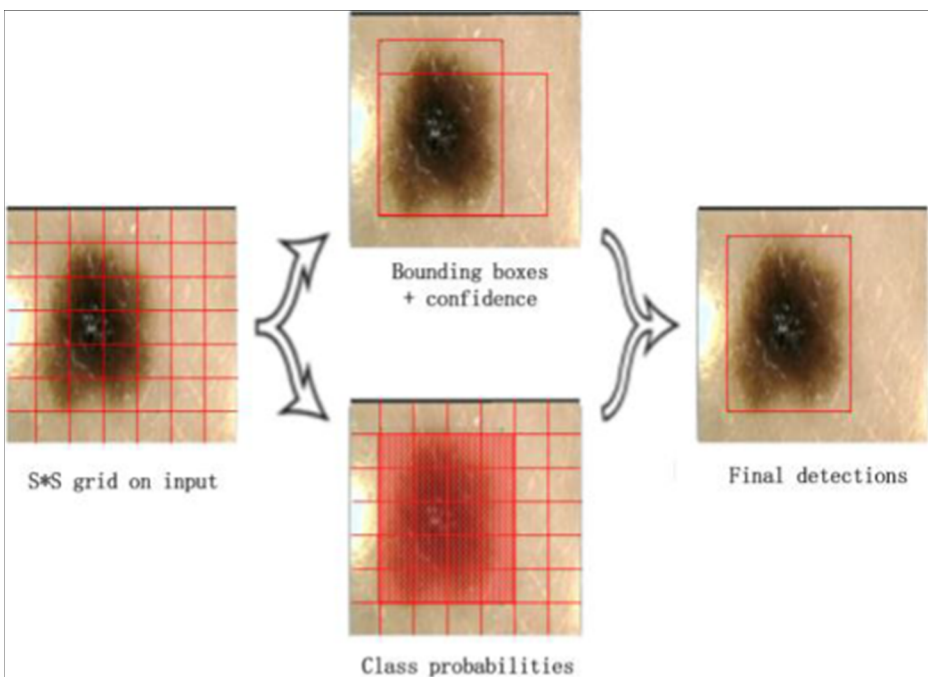 Bounding boxes
+ confidence
S*S grid on input
Final detections
Class probabilities